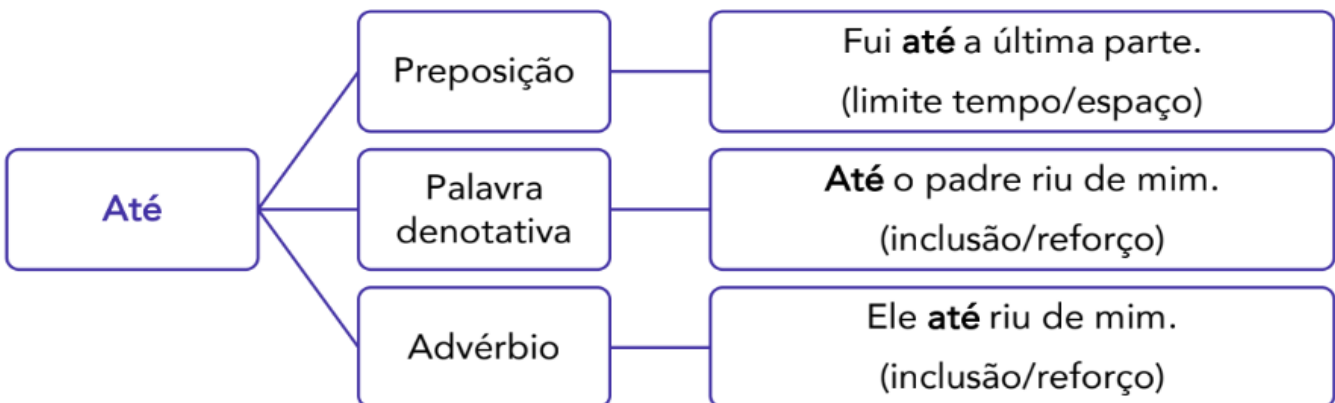 Até
Preposição
Fui até a última parte.
(limite tempo/espaço)
Palavra
denotativa
Até o padre riu de mim.
(inclusão/reforço)
Advérbio
Ele até riu de mim.
(inclusão/reforço)